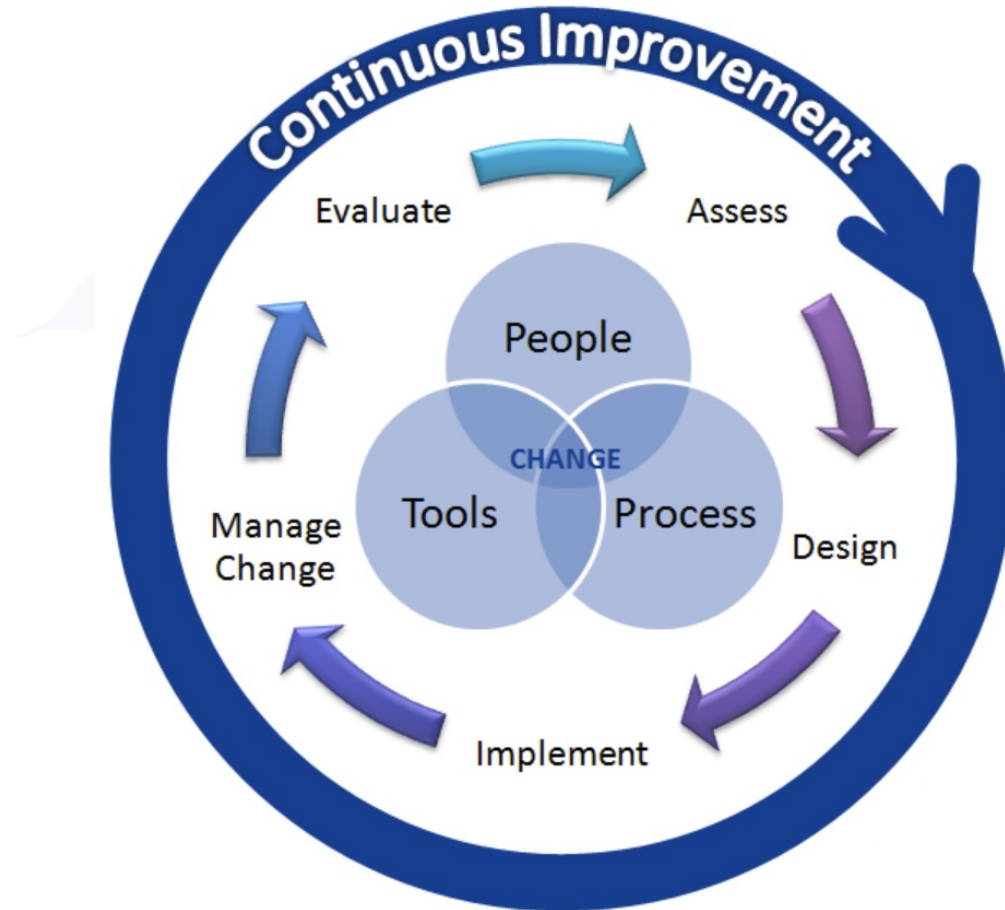 Continuous Improvement
Evaluate
Assess
People
CHANGE
Tools
Process
Manage
Change
Design
Implement